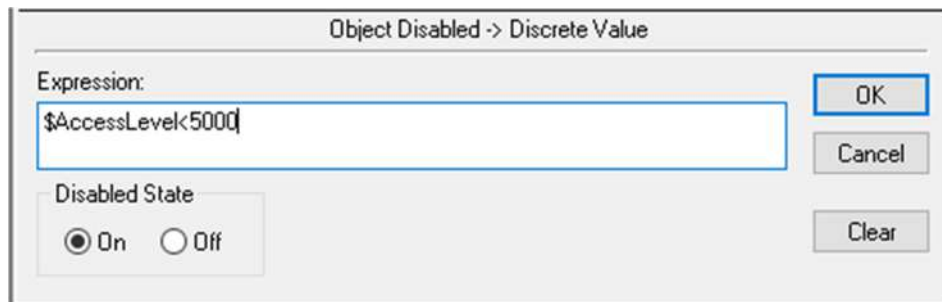 Object Disabled -> Discrete Value
Expression:
OK
$AccessLevel<5000
Cancel
Disabled State
On Off
Clear